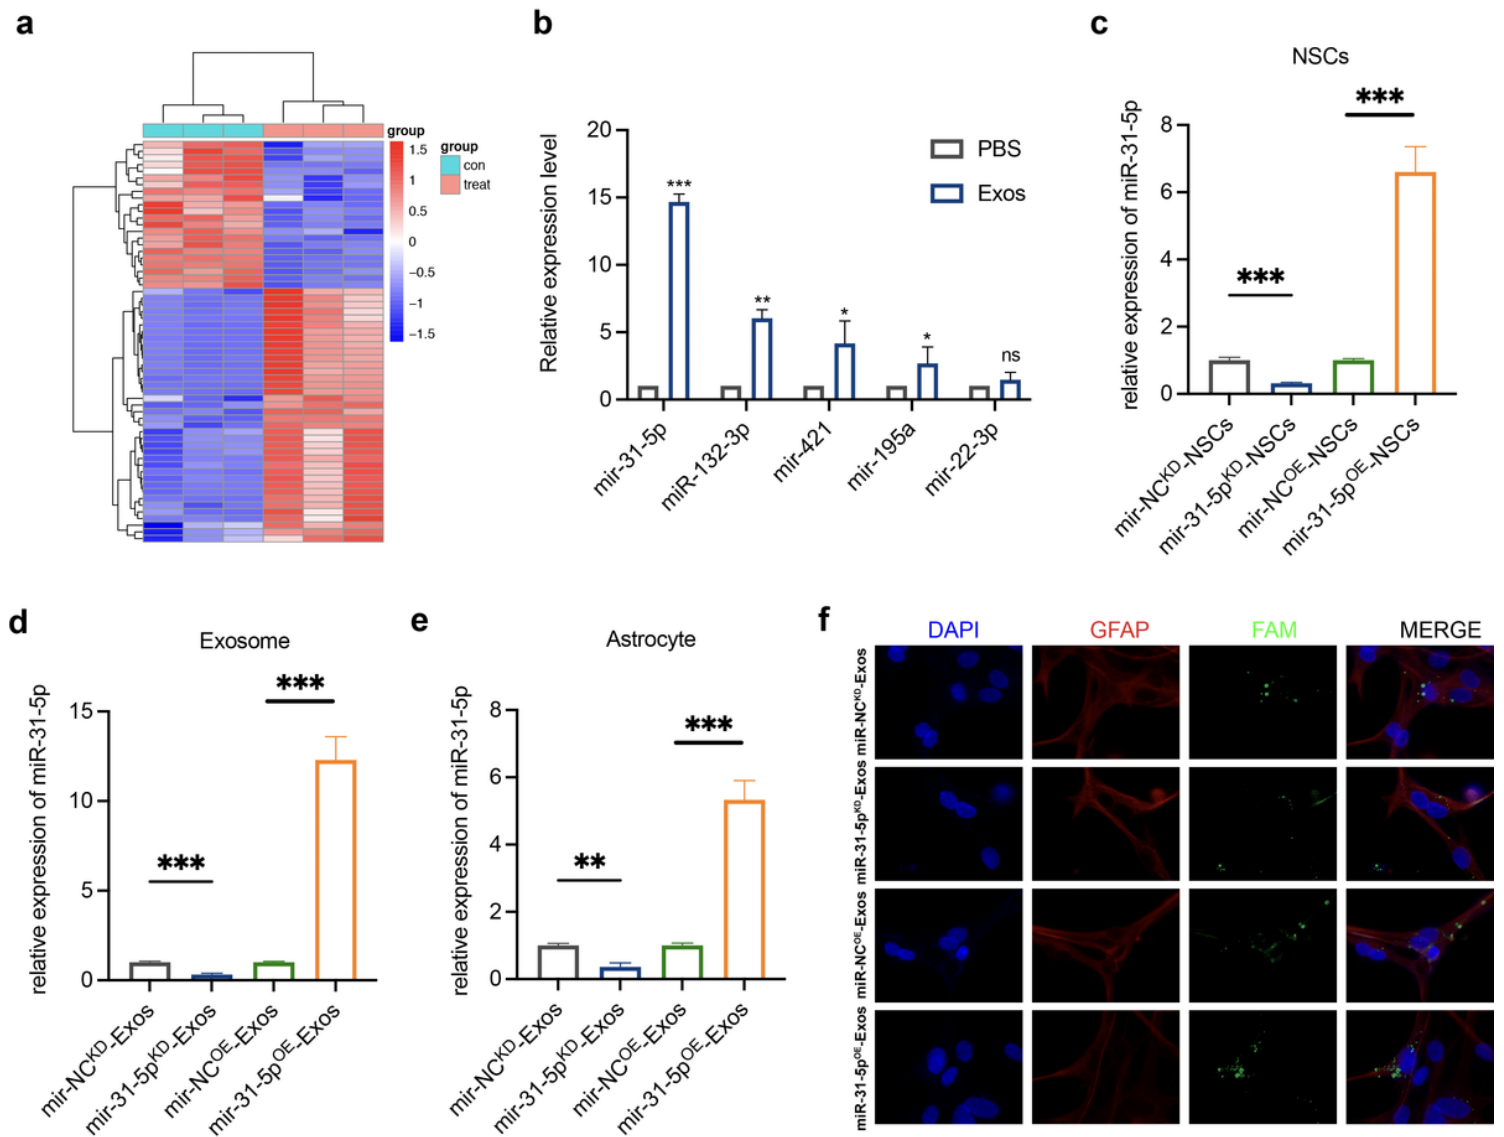 a
group
1.5
1
0.5
0
−0.5
−1
−1.5
group
con
treat
b
Relative expression level
20
15
10
5
0
PBS
Exos
***
**
*
*
ns
mir-31-5p
miR-132-3p
mir-421
mir-195a
mir-22-3p
c
NSCs
relative expression of miR-31-5p
8
6
4
2
0
***
***
mir-NCKD-NSCs
mir-31-5pKD-NSCs
mir-NCOE-NSCs
mir-31-5pOE-NSCs
d
Exosome
relative expression of miR-31-5p
15
10
5
0
***
***
mir-NCKD-Exos
mir-31-5pKD-Exos
mir-NCOE-Exos
mir-31-5pOE-Exos
e
Astrocyte
relative expression of miR-31-5p
8
6
4
2
0
**
***
mir-NCKD-Exos
mir-31-5pKD-Exos
mir-NCOE-Exos
mir-31-5pOE-Exos
f
DAPI GFAP FAM MERGE
miR-NCKD-Exos
miR-31-5pKD-Exos
miR-NCOE-Exos
miR-31-5pOE-Exos